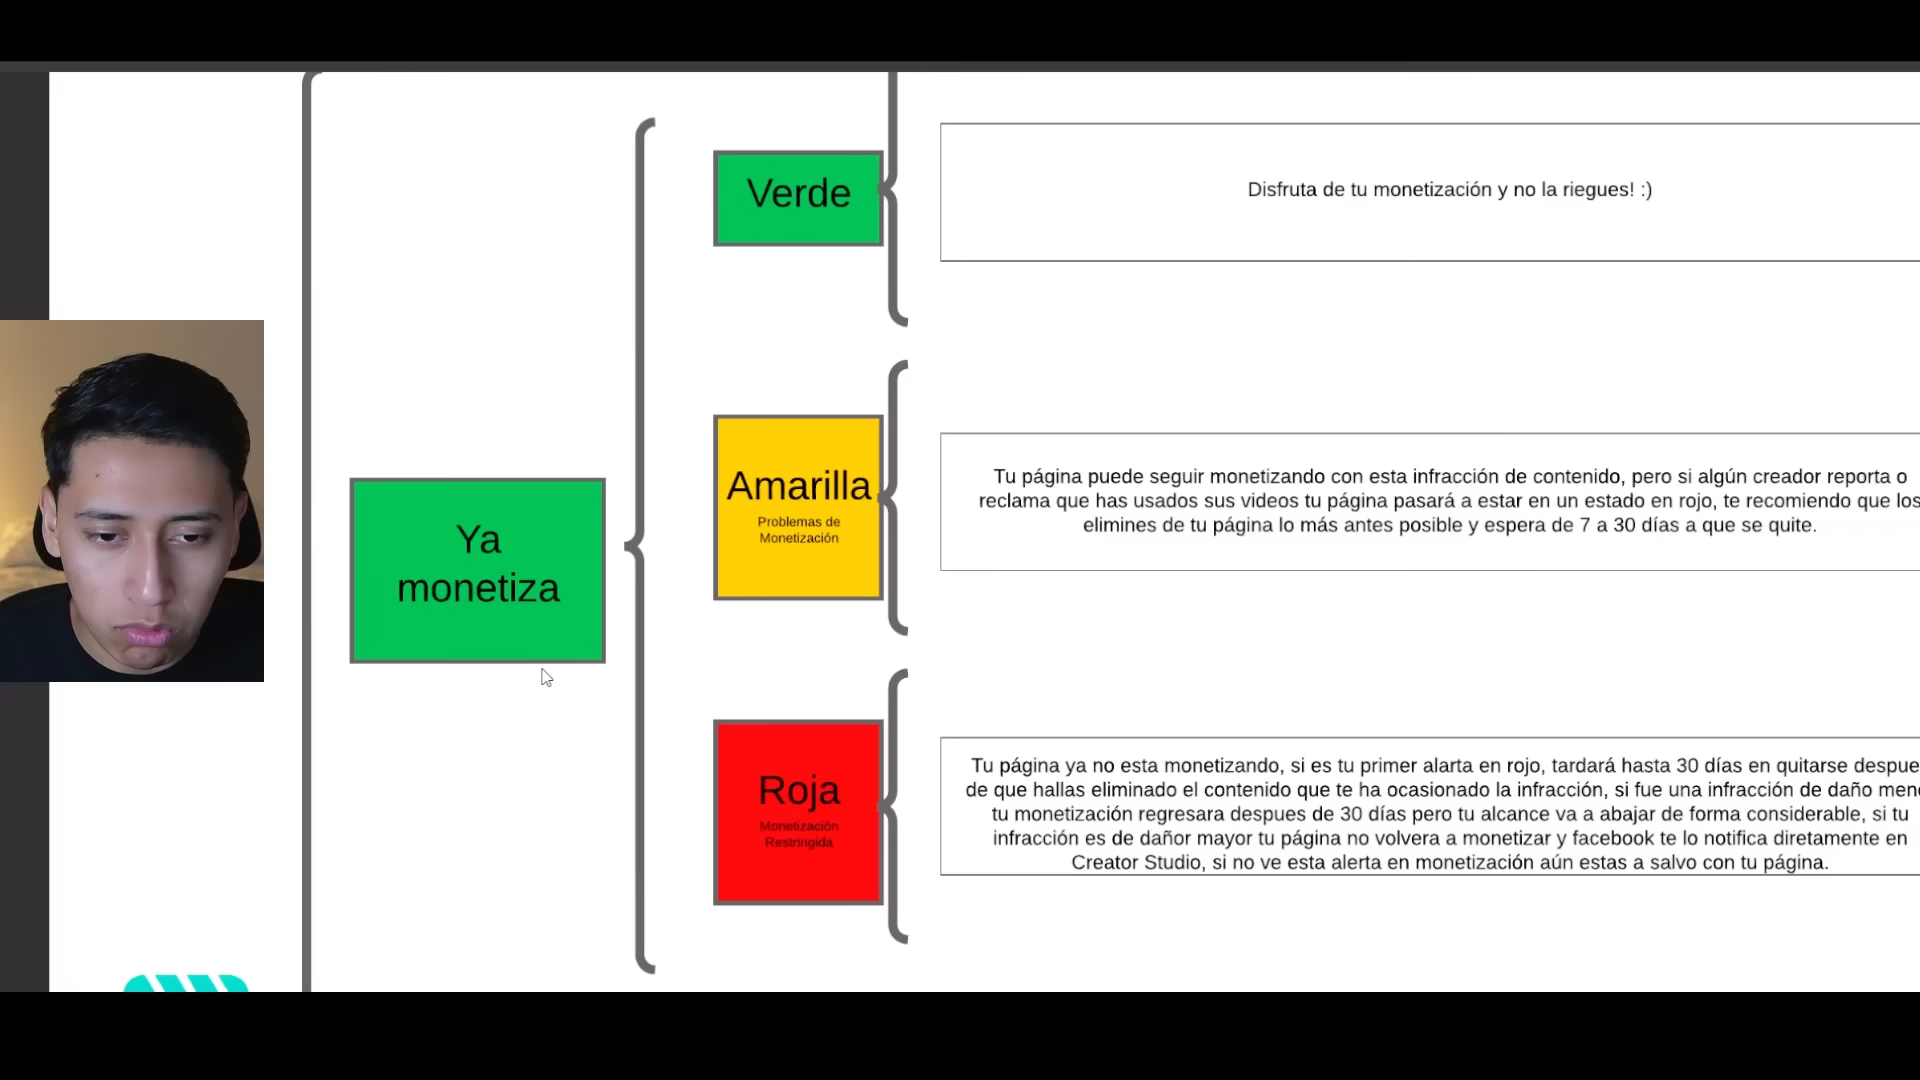 Verde
Disfruta de tu monetización y no la riegues! :)
Ya
monetiza
Amarilla
Problemas de
Monetización
Tu página puede seguir monetizando con esta infracción de contenido, pero si algún creador reporta o
reclama que has usados sus videos tu página pasará a estar en un estado en rojo, te recomiendo que los
elimines de tu página lo más antes posible y espera de 7 a 30 días a que se quite.
Roja
Monetización
Restringida
Tu página ya no esta monetizando, si es tu primer alarta en rojo, tardará hasta 30 días en quitarse despue
de que hallas eliminado el contenido que te ha ocasionado la infracción, si fue una infracción de daño meno
tu monetización regresara despues de 30 días pero tu alcance va a abajar de forma considerable, si tu
infracción es de dañor mayor tu página no volvera a monetizar y facebook te lo notifica diretamente en
Creator Studio, si no ve esta alerta en monetización aún estas a salvo con tu página.